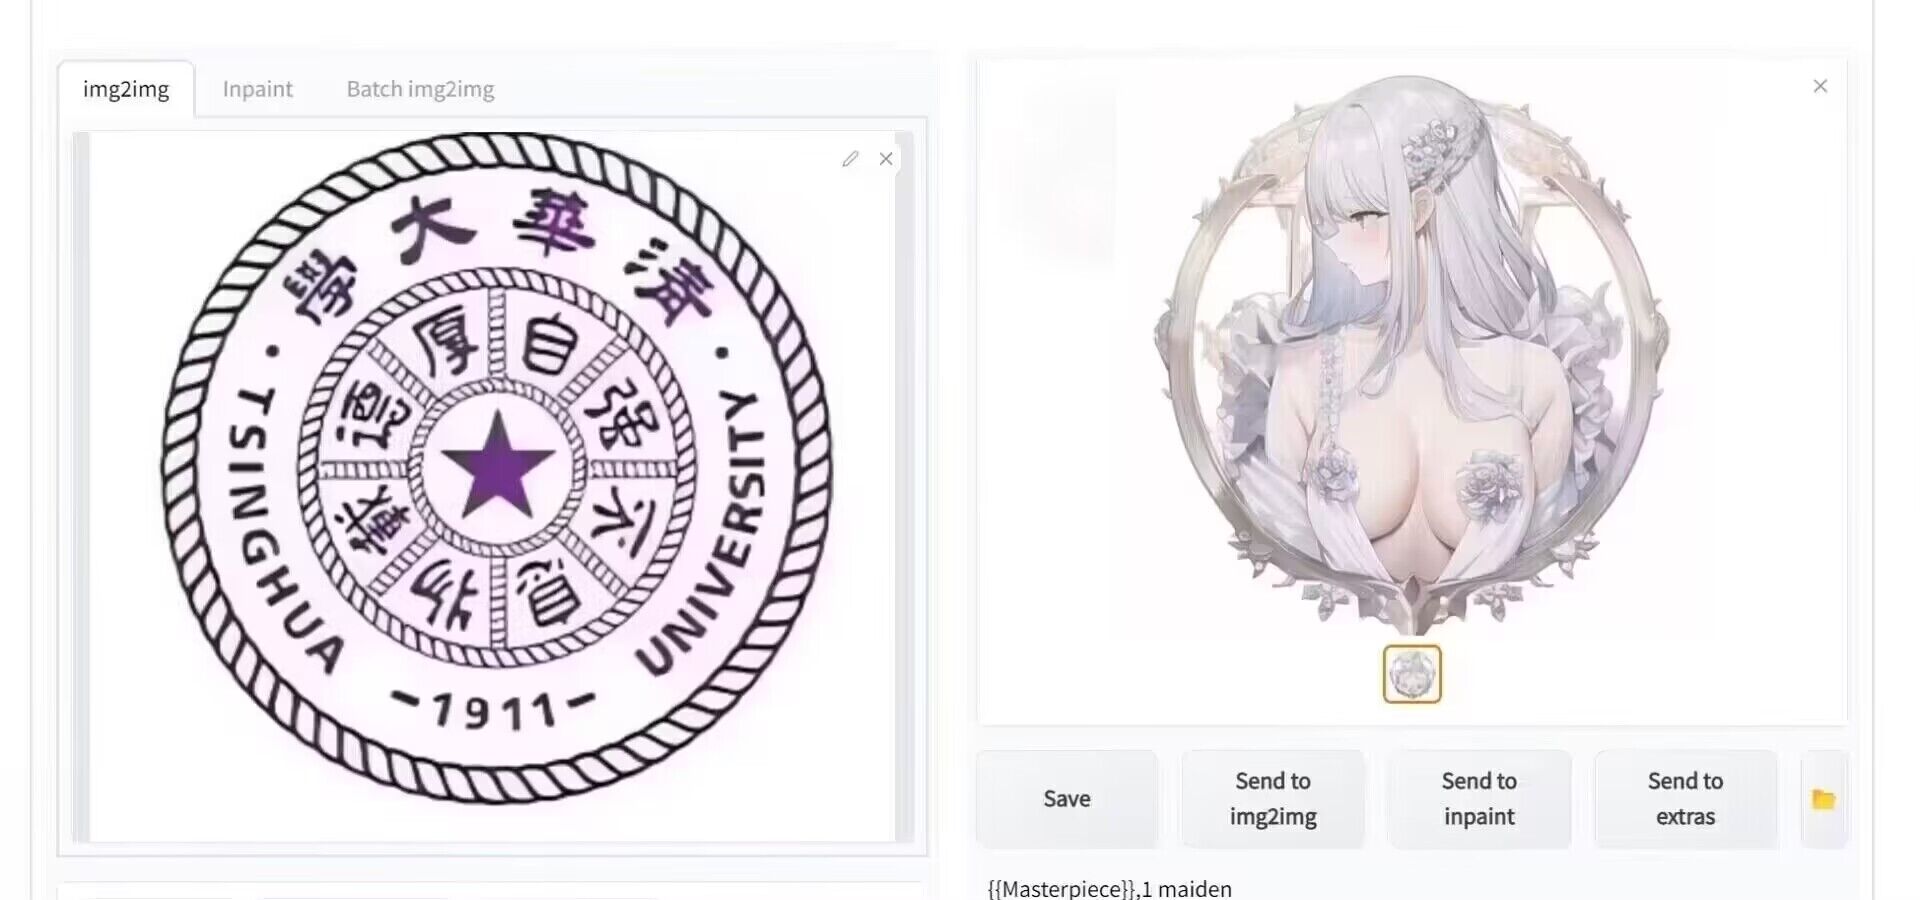 img2img
Inpaint
Batch img2img
學大華清
自强不息
厚德載物
TSINGHUA UNIVERSITY
-1911-
Save
Send to
img2img
Send to
inpaint
Send to
extras
{{Masterpiece}},1 maiden